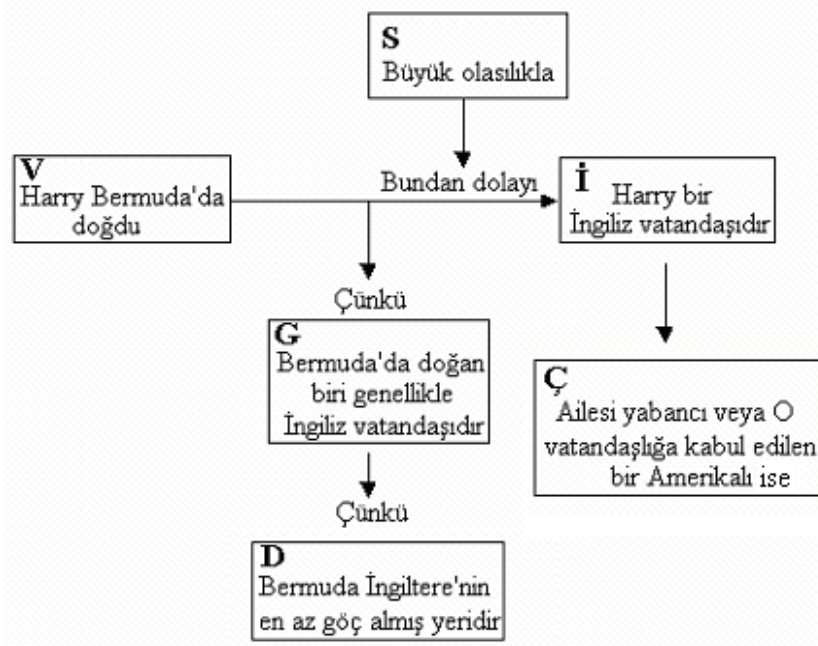 S
Büyük olasılıkla
V
Harry Bermuda'da
doğdu
Bundan dolayı
İ
Harry bir
İngiliz vatandaşıdır
Çünkü
G
Bermuda'da doğan
biri genellikle
İngiliz vatandaşıdır
Ç
Ailesi yabancı veya O
vatandaşlığa kabul edilen
bir Amerikalı ise
Çünkü
D
Bermuda İngiltere'nin
en az göç almış yeridir